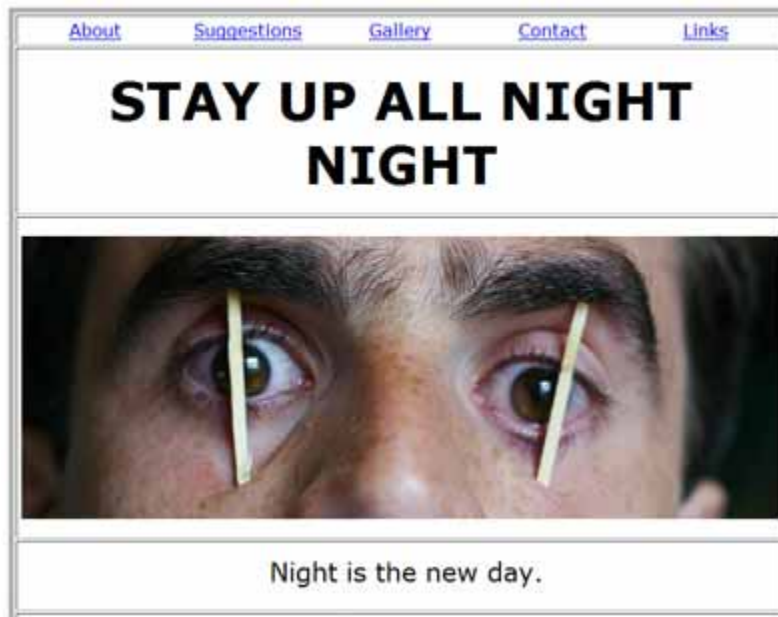 About Suggestions Gallery Contact Links
STAY UP ALL NIGHT
NIGHT
Night is the new day.